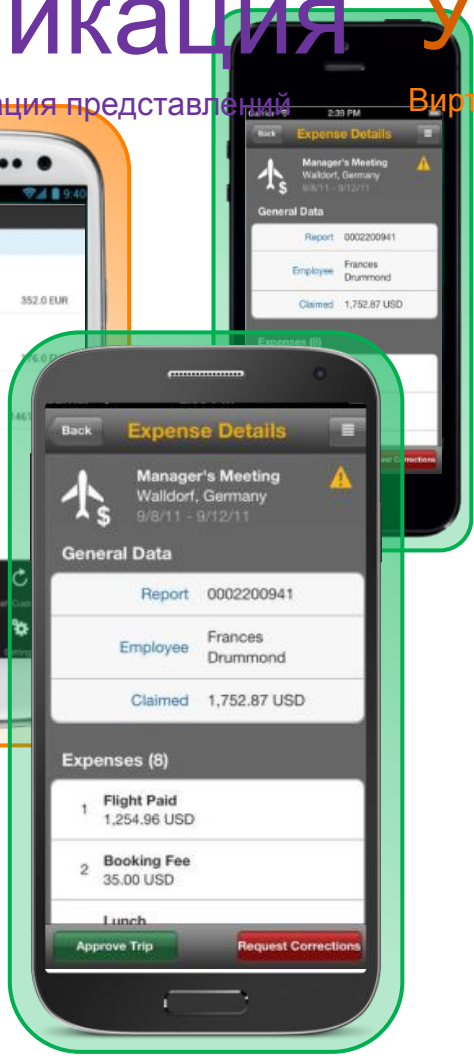 икация
У
ация представлений
Вирт
9:40
352.0 EUR
2:39 PM
Back
Expense Details
Manager's Meeting
Walldorf, Germany
9/8/11 - 9/12/11
General Data
Report 0002200941
Employee Frances
Drummond
Claimed 1,752.87 USD
Expenses (8)
Back
Expense Details
Manager's Meeting
Walldorf, Germany
9/8/11 - 9/12/11
General Data
Report 0002200941
Employee Frances
Drummond
Claimed 1,752.87 USD
Expenses (8)
1 Flight Paid
1,254.96 USD
2 Booking Fee
35.00 USD
Lunch
Approve Trip
Request Corrections